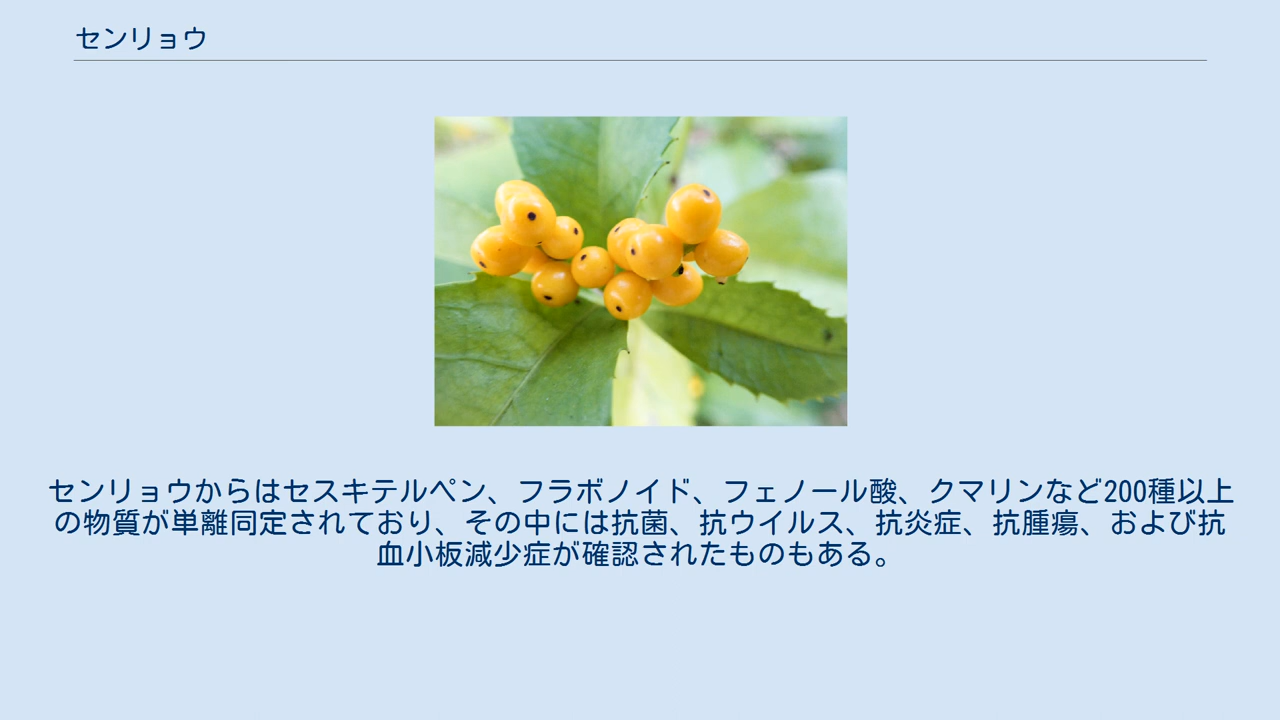 センリョウ
センリョウからはセスキテルペン、フラボノイド、フェノール酸、クマリンなど200種以上
の物質が単離同定されており、その中には抗菌、抗ウイルス、抗炎症、抗腫瘍、および抗
血小板減少症が確認されたものもある。